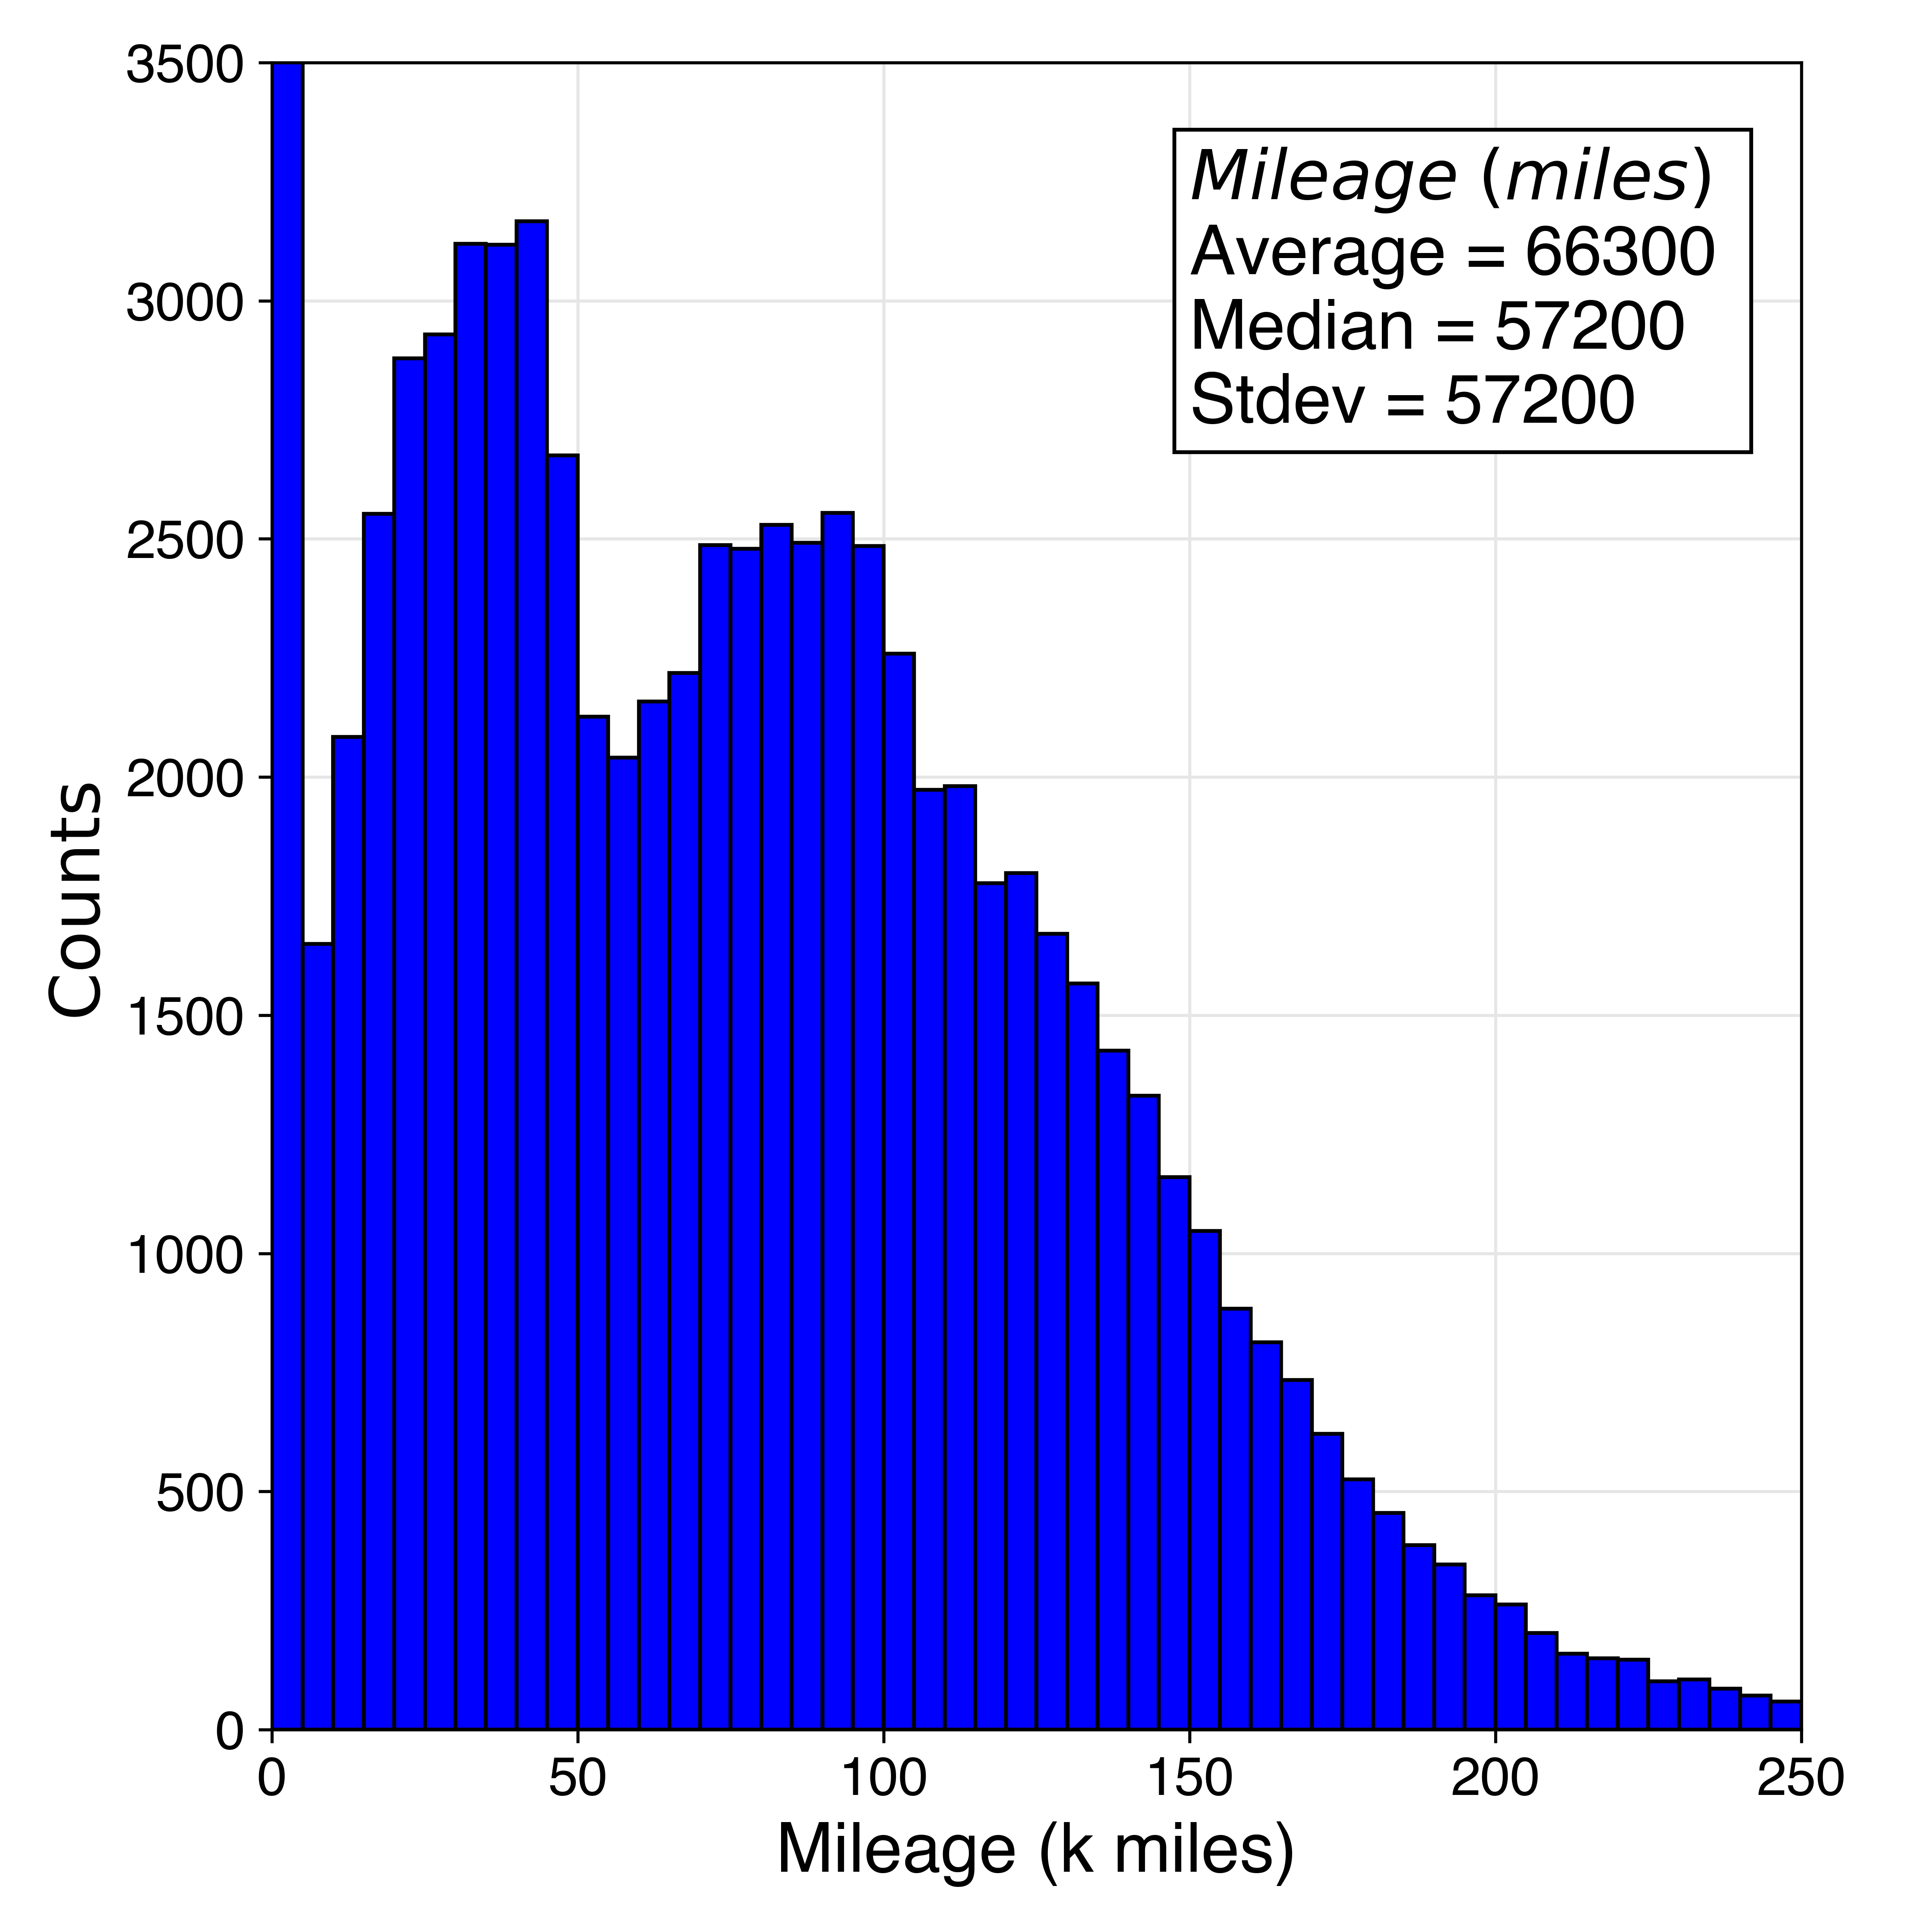 3500
3000
2500
2000
1500
1000
500
0
Counts
Mileage (miles)
Average = 66300
Median = 57200
Stdev = 57200
0 50 100 150 200 250
Mileage (k miles)